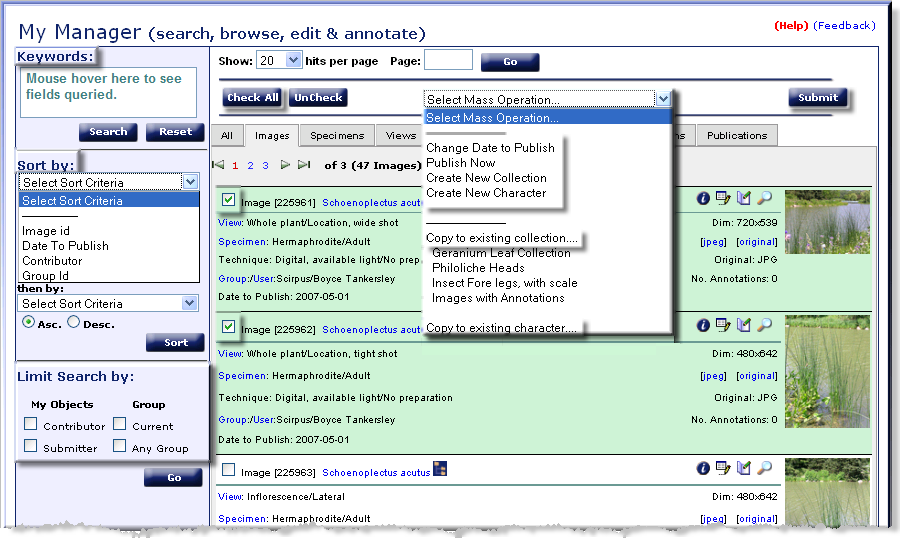 My Manager (search, browse, edit & annotate)
(Help) (Feedback)
Keywords:
Mouse hover here to see
fields queried.
Search Reset
Sort by:
Select Sort Criteria
Select Sort Criteria
Image id
Date To Publish
Contributor
Group Id
then by:
Select Sort Criteria
Asc. Desc.
Sort
Limit Search by:
My Objects Group
Contributor Current
Submitter Any Group
Go
Show: 20 hits per page Page: Go
Check All UnCheck Select Mass Operation... Submit
Select Mass Operation...
Change Date to Publish
Publish Now
Create New Collection
Create New Character
Copy to existing collection....
Geranium Leaf Collection
Philoliche Heads
Insect Fore legs, with scale
Images with Annotations
Copy to existing character....
All Images Specimens Views Publications
1 2 3 of 3 (47 Images)
Image [225961] Schoenoplectus acutus
View: Whole plant/Location, wide shot Dim: 720x539
Specimen: Hermaphrodite/Adult [jpeg] [original]
Technique: Digital, available light/No prep Original: JPG
Group:/User:Scirpus/Boyce Tankersley No. Annotations: 0
Date to Publish: 2007-05-01
Image [225962] Schoenoplectus acutus
View: Whole plant/Location, tight shot Dim: 480x642
Specimen: Hermaphrodite/Adult [jpeg] [original]
Technique: Digital, available light/No preparation Original: JPG
Group:/User:Scirpus/Boyce Tankersley No. Annotations: 0
Date to Publish: 2007-05-01
Image [225963] Schoenoplectus acutus
View: Inflorescence/Lateral Dim: 480x642
Specimen: Hermaphrodite/Adult [jpeg] [original]